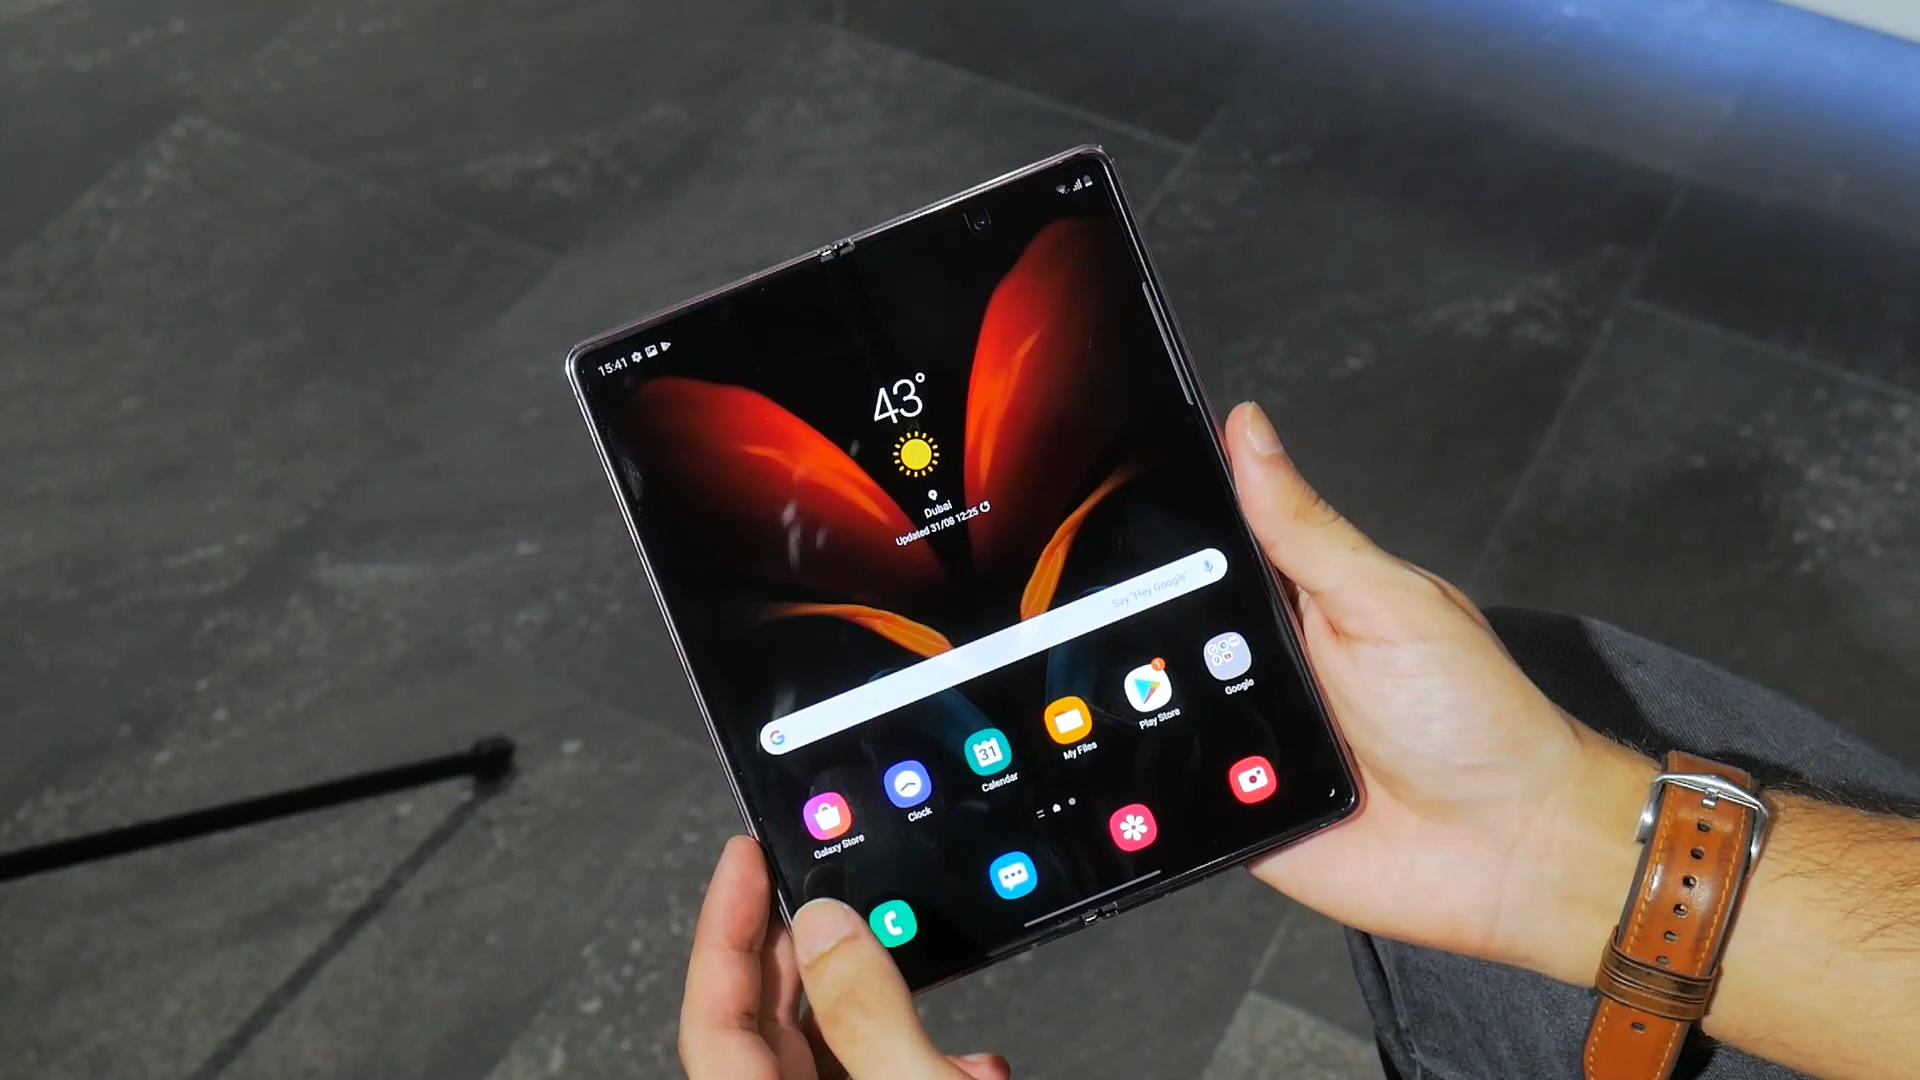 15:41
43°
Dubai
Updated 31/08 12:25
Say "Hey Google"
G
Galaxy Store
Clock
31
Calendar
My Files
1
Play Store
Google